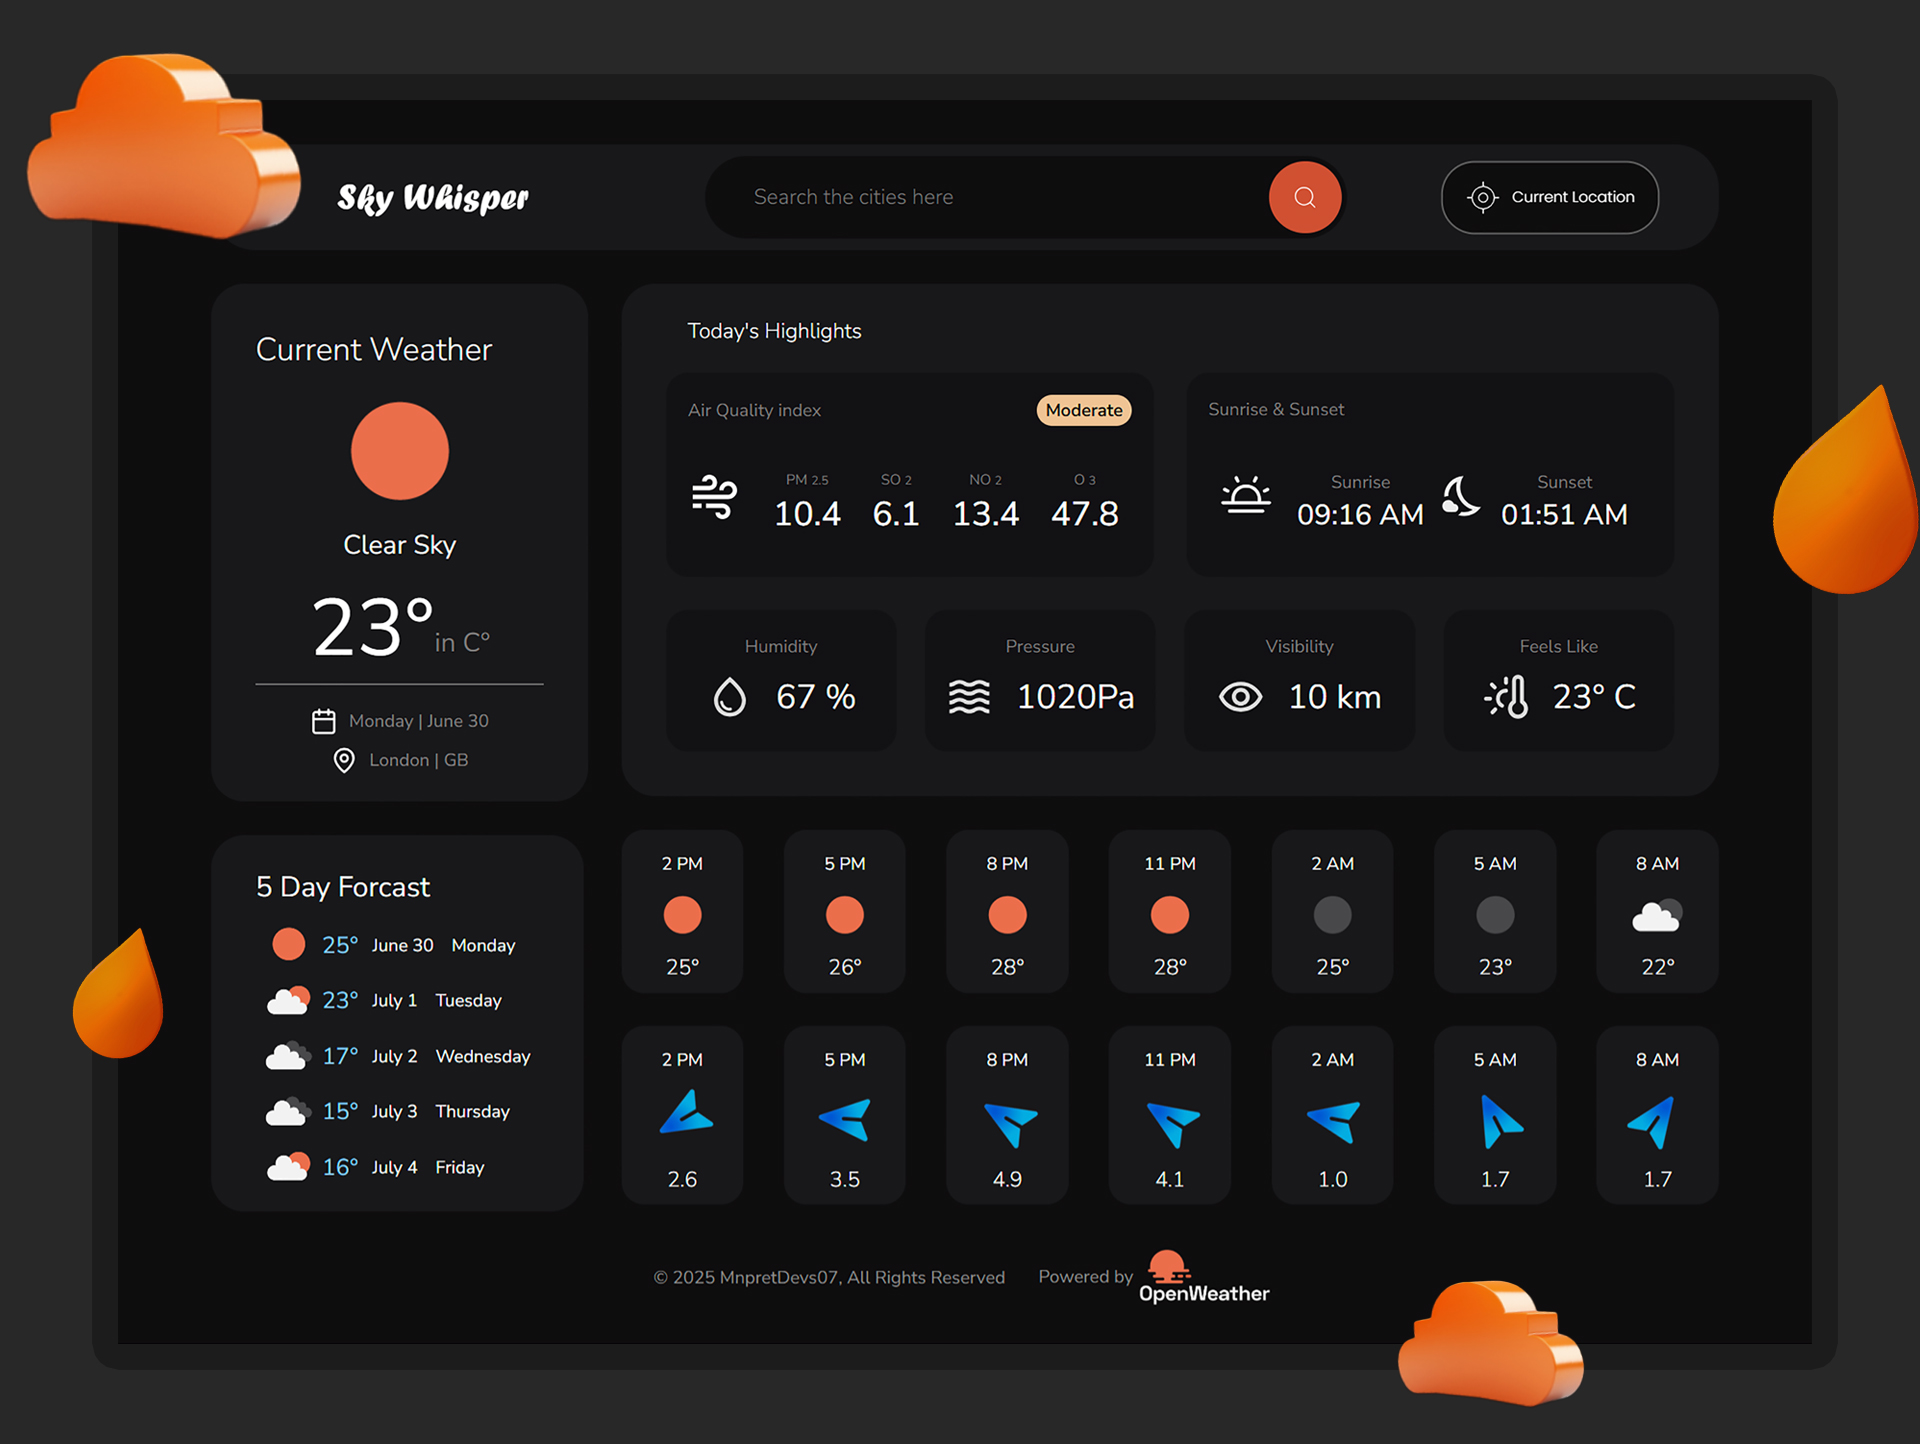 Sky Whisper
Search the cities here
Current Location
Current Weather
Clear Sky
23° in C°
Monday | June 30
London | GB
Today's Highlights
Air Quality index
Moderate
PM 2.5 SO 2 NO 2 O 3
10.4 6.1 13.4 47.8
Sunrise & Sunset
Sunrise Sunset
09:16 AM 01:51 AM
Humidity
67 %
Pressure
1020Pa
Visibility
10 km
Feels Like
23° C
5 Day Forcast
25° June 30 Monday
23° July 1 Tuesday
17° July 2 Wednesday
15° July 3 Thursday
16° July 4 Friday
2 PM 5 PM 8 PM 11 PM 2 AM 5 AM 8 AM
25° 26° 28° 28° 25° 23° 22°
2 PM 5 PM 8 PM 11 PM 2 AM 5 AM 8 AM
2.6 3.5 4.9 4.1 1.0 1.7 1.7
© 2025 MnpretDevs07, All Rights Reserved
Powered by OpenWeather